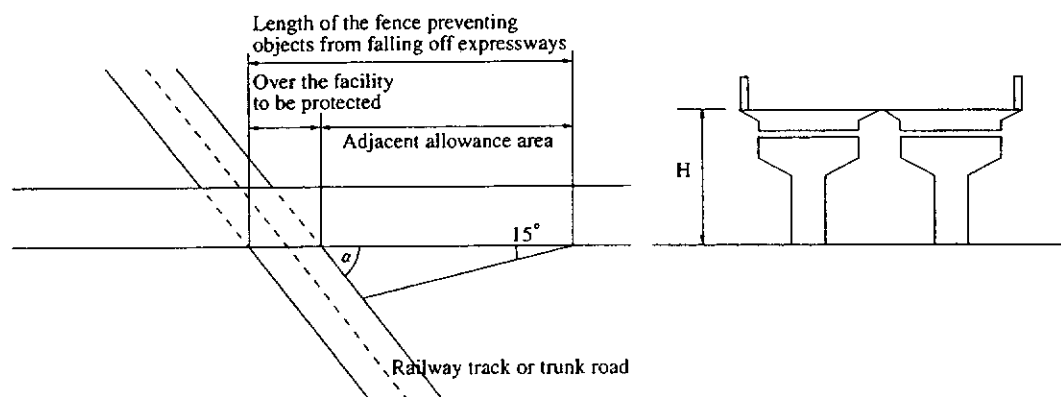 Length of the fence preventing
objects from falling off expressways
Over the facility
to be protected
Adjacent allowance area
H
15°
α
Railway track or trunk road